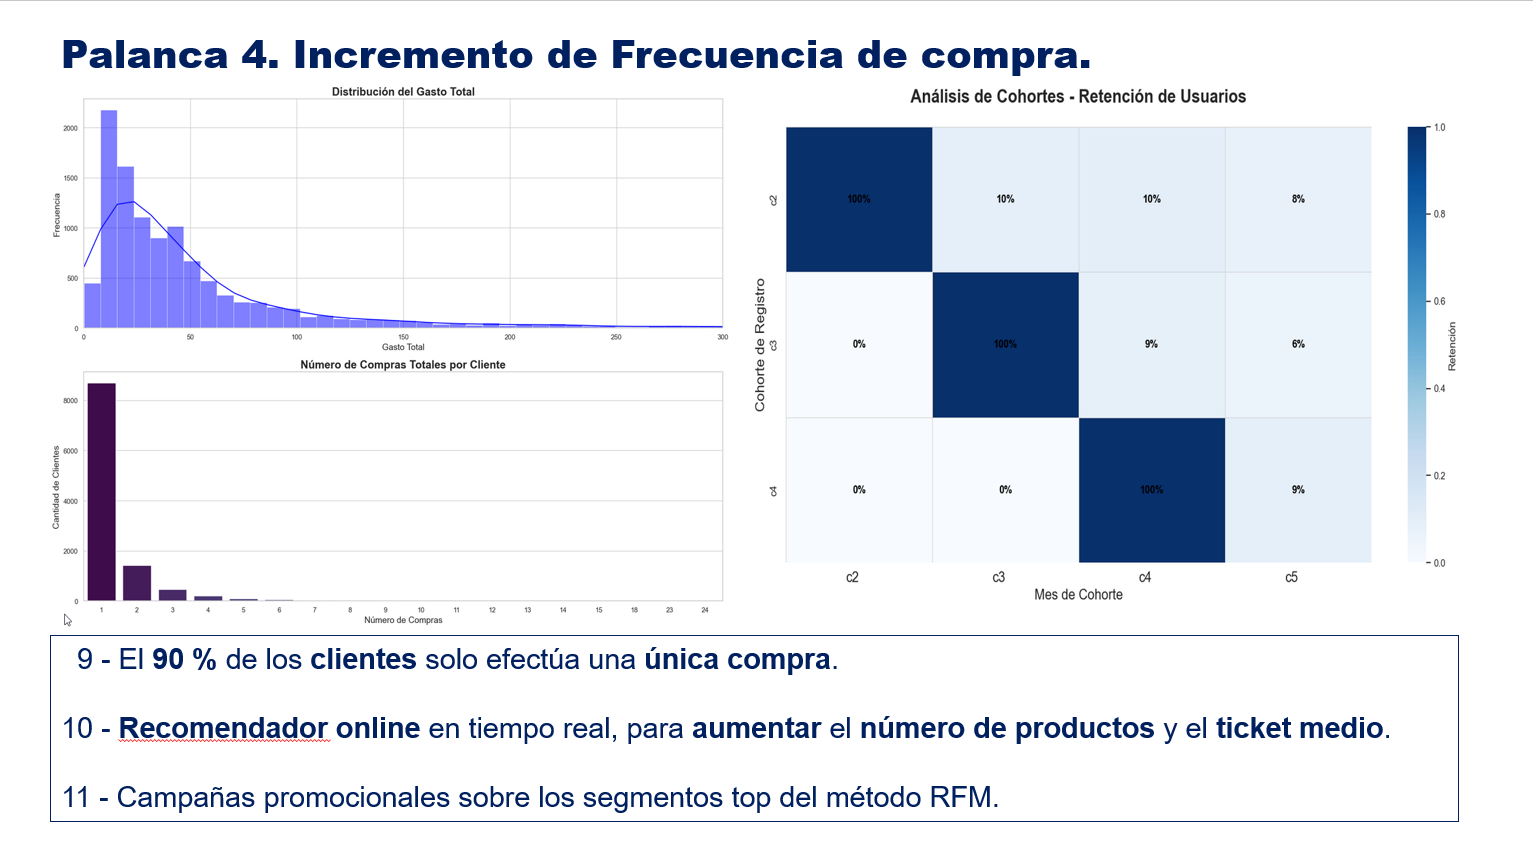 Palanca 4. Incremento de Frecuencia de compra.
Distribución del Gasto Total
Frecuencia
2000
1500
1000
500
0
0 50 100 150 200 250 300
Gasto Total
Número de Compras Totales por Cliente
Cantidad de Clientes
8000
6000
4000
2000
0
1 2 3 4 5 6 7 8 9 10 11 12 13 14 15 18 23 24
Número de Compras
Análisis de Cohortes - Retención de Usuarios
Cohorte de Registro
c2 100% 10% 10% 8%
c3 0% 100% 9% 6%
c4 0% 0% 100% 9%
c2 c3 c4 c5
Mes de Cohorte
1.0
0.8
0.6
0.4
0.2
0.0
Retención
9 - El 90 % de los clientes solo efectúa una única compra.
10 - Recomendador online en tiempo real, para aumentar el número de productos y el ticket medio.
11 - Campañas promocionales sobre los segmentos top del método RFM.